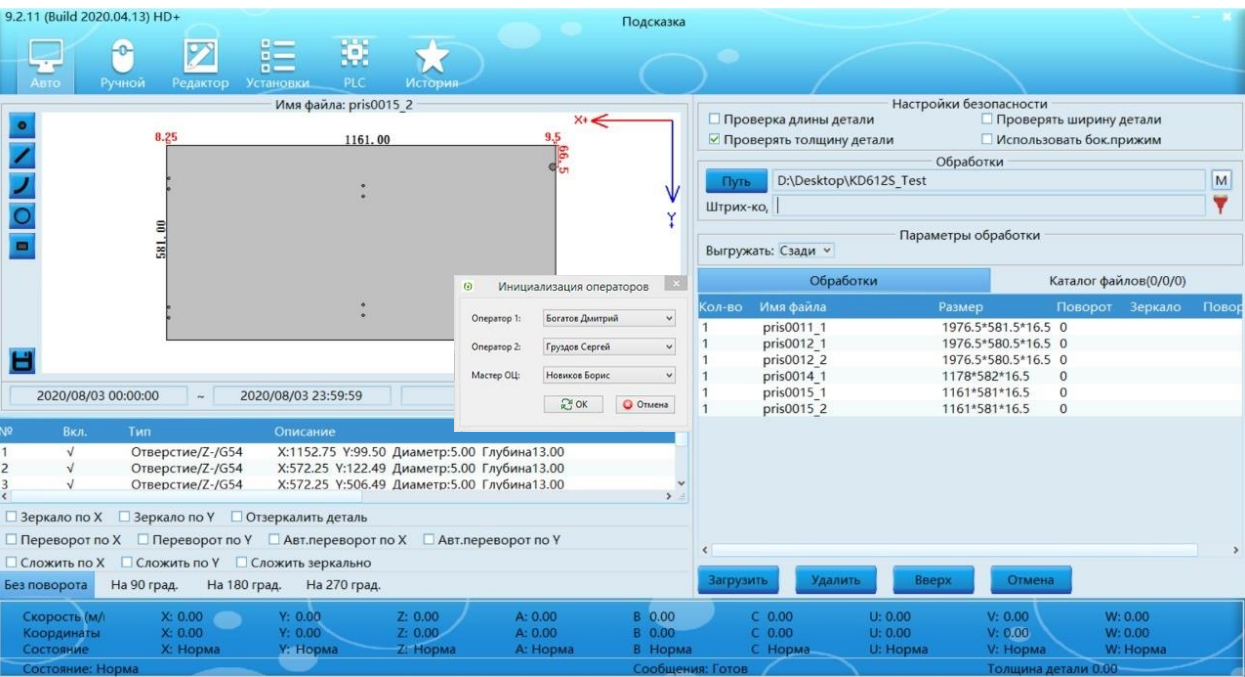 9.2.11 (Build 2020.04.13) HD+
Подсказка
Авто Ручной Редактор Установки PLC История
Имя файла: pris0015_2
8.25 1161.00 9.5 X+
66.5
581.00
Y+
2020/08/03 00:00:00 ~ 2020/08/03 23:59:59
№ Вкл. Тип Описание
1 √ Отверстие/Z-/G54 X:1152.75 Y:99.50 Диаметр:5.00 Глубина13.00
2 √ Отверстие/Z-/G54 X:572.25 Y:122.49 Диаметр:5.00 Глубина13.00
3 √ Отверстие/Z-/G54 X:572.25 Y:506.49 Диаметр:5.00 Глубина13.00
Зеркало по X Зеркало по Y Отзеркалить деталь
Переворот по X Переворот по Y Авт.переворот по X Авт.переворот по Y
Сложить по X Сложить по Y Сложить зеркально
Без поворота На 90 град. На 180 град. На 270 град.
Инициализация операторов
Оператор 1: Богатов Дмитрий
Оператор 2: Груздов Сергей
Мастер ОЦ: Новиков Борис
OK Отмена
Настройки безопасности
Проверка длины детали Проверять ширину детали
Проверять толщину детали Использовать бок.прижим
Обработки
Путь D:\Desktop\KD612S_Test M
Штрих-ко,
Параметры обработки
Выгружать: Сзади
Обработки Каталог файлов(0/0/0)
Кол-во Имя файла Размер Поворот Зеркало Повор
1 pris0011_1 1976.5*581.5*16.5 0
1 pris0012_1 1976.5*580.5*16.5 0
1 pris0012_2 1976.5*580.5*16.5 0
1 pris0014_1 1178*582*16.5 0
1 pris0015_1 1161*581*16.5 0
1 pris0015_2 1161*581*16.5 0
Загрузить Удалить Вверх Отмена
Скорость (м/ X: 0.00 Y: 0.00 Z: 0.00 A: 0.00 B 0.00 C 0.00 U: 0.00 V: 0.00 W: 0.00
Координаты X: 0.00 Y: 0.00 Z: 0.00 A: 0.00 B 0.00 C 0.00 U: 0.00 V: 0.00 W: 0.00
Состояние X: Норма Y: Норма Z: Норма A: Норма B Норма C Норма U: Норма V: Норма W: Норма
Состояние: Норма Сообщения: Готов Толщина детали 0.00